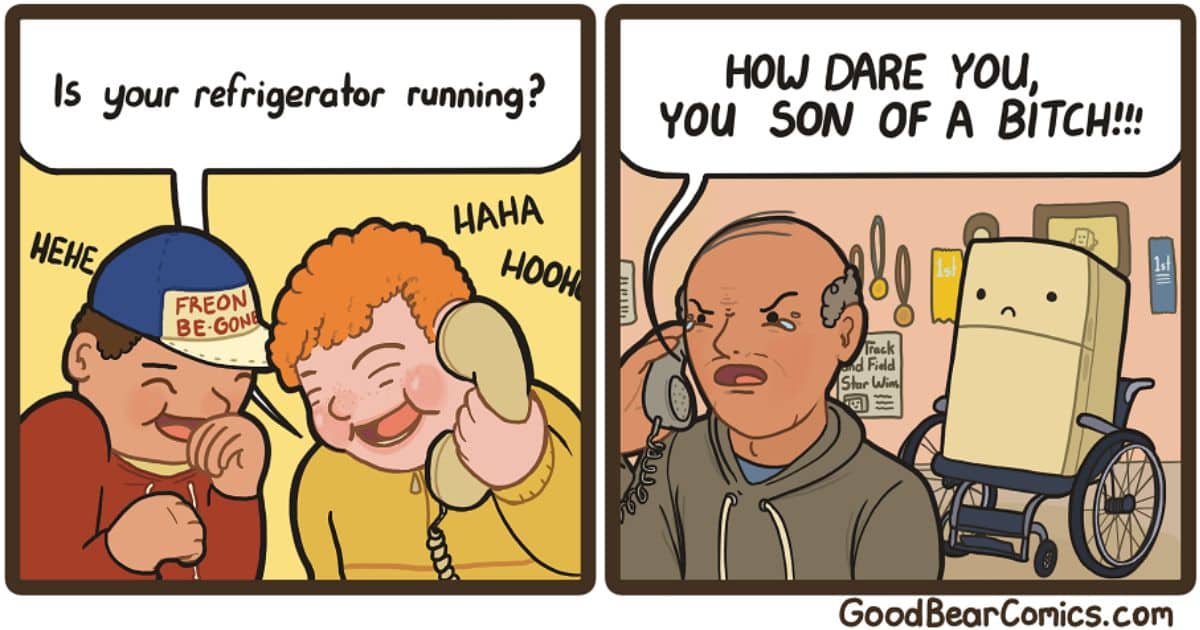 Is your refrigerator running?
HEHE
HAHA
HOOH
FREON
BE-GONE
HOW DARE YOU,
YOU SON OF A BITCH!!!
1st
1st
Track
and Field
Star Wins
GoodBearComics.com